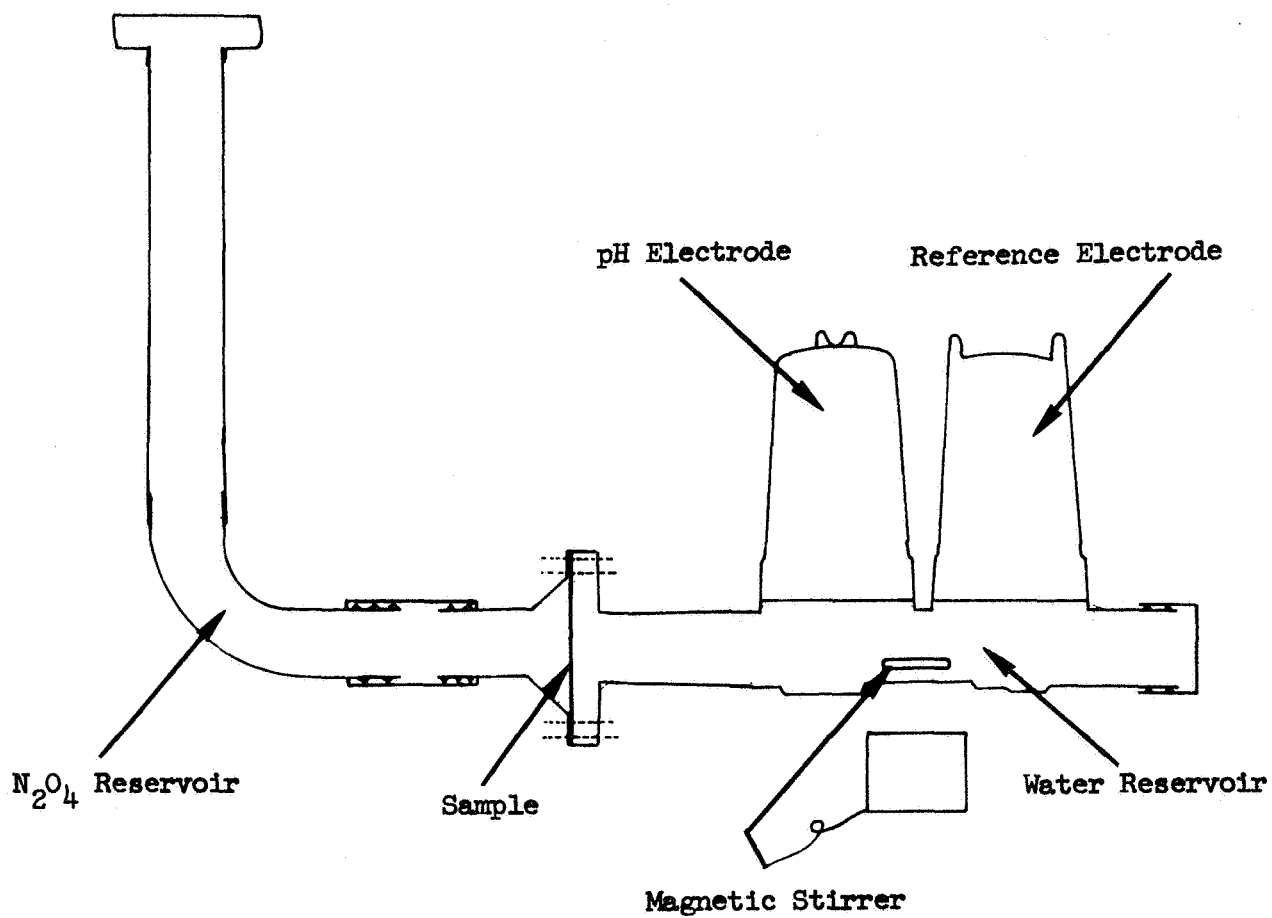 pH Electrode
Reference Electrode
N₂O₄ Reservoir
Sample
Water Reservoir
Magnetic Stirrer